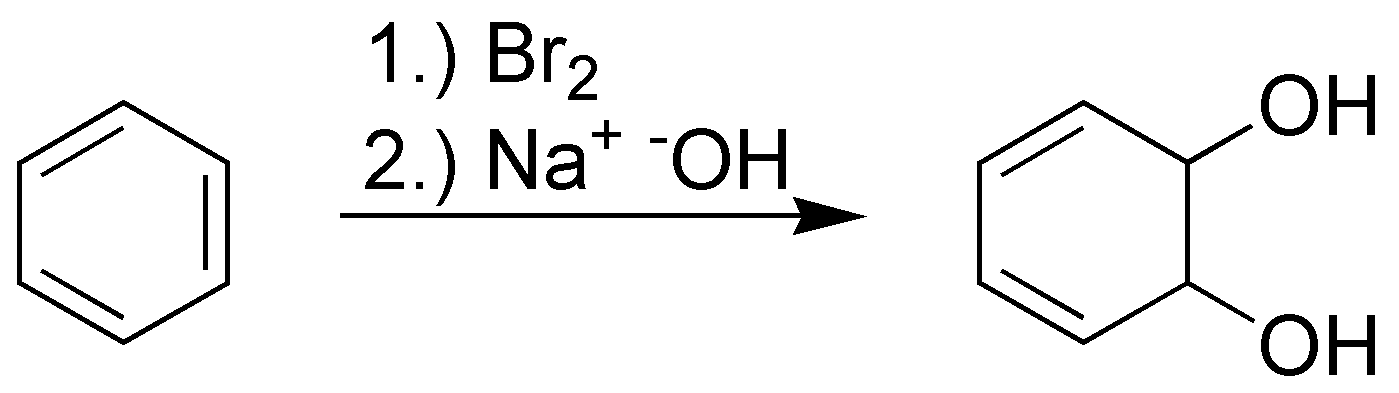 1.) Br₂
2.) Na⁺ ⁻OH
OH
OH